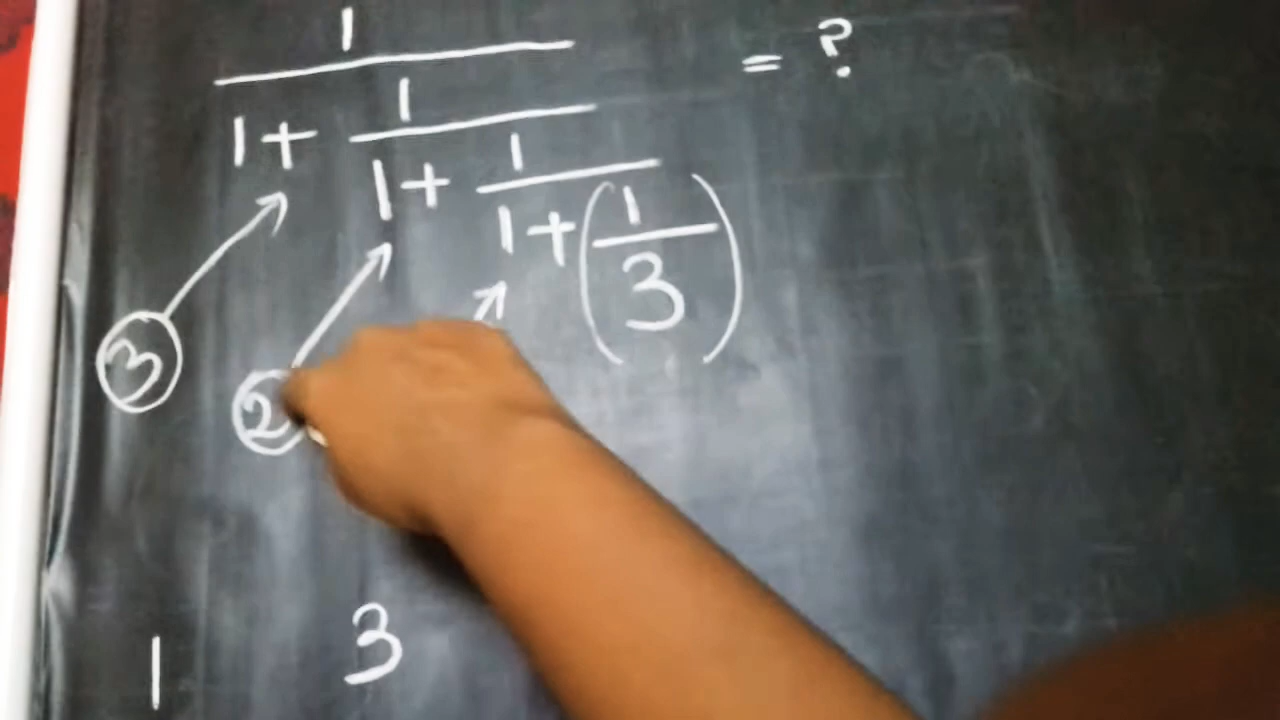 1
= ?
1 + 1
1 + 1
1 + ( 1
3 )
3
2
1 3